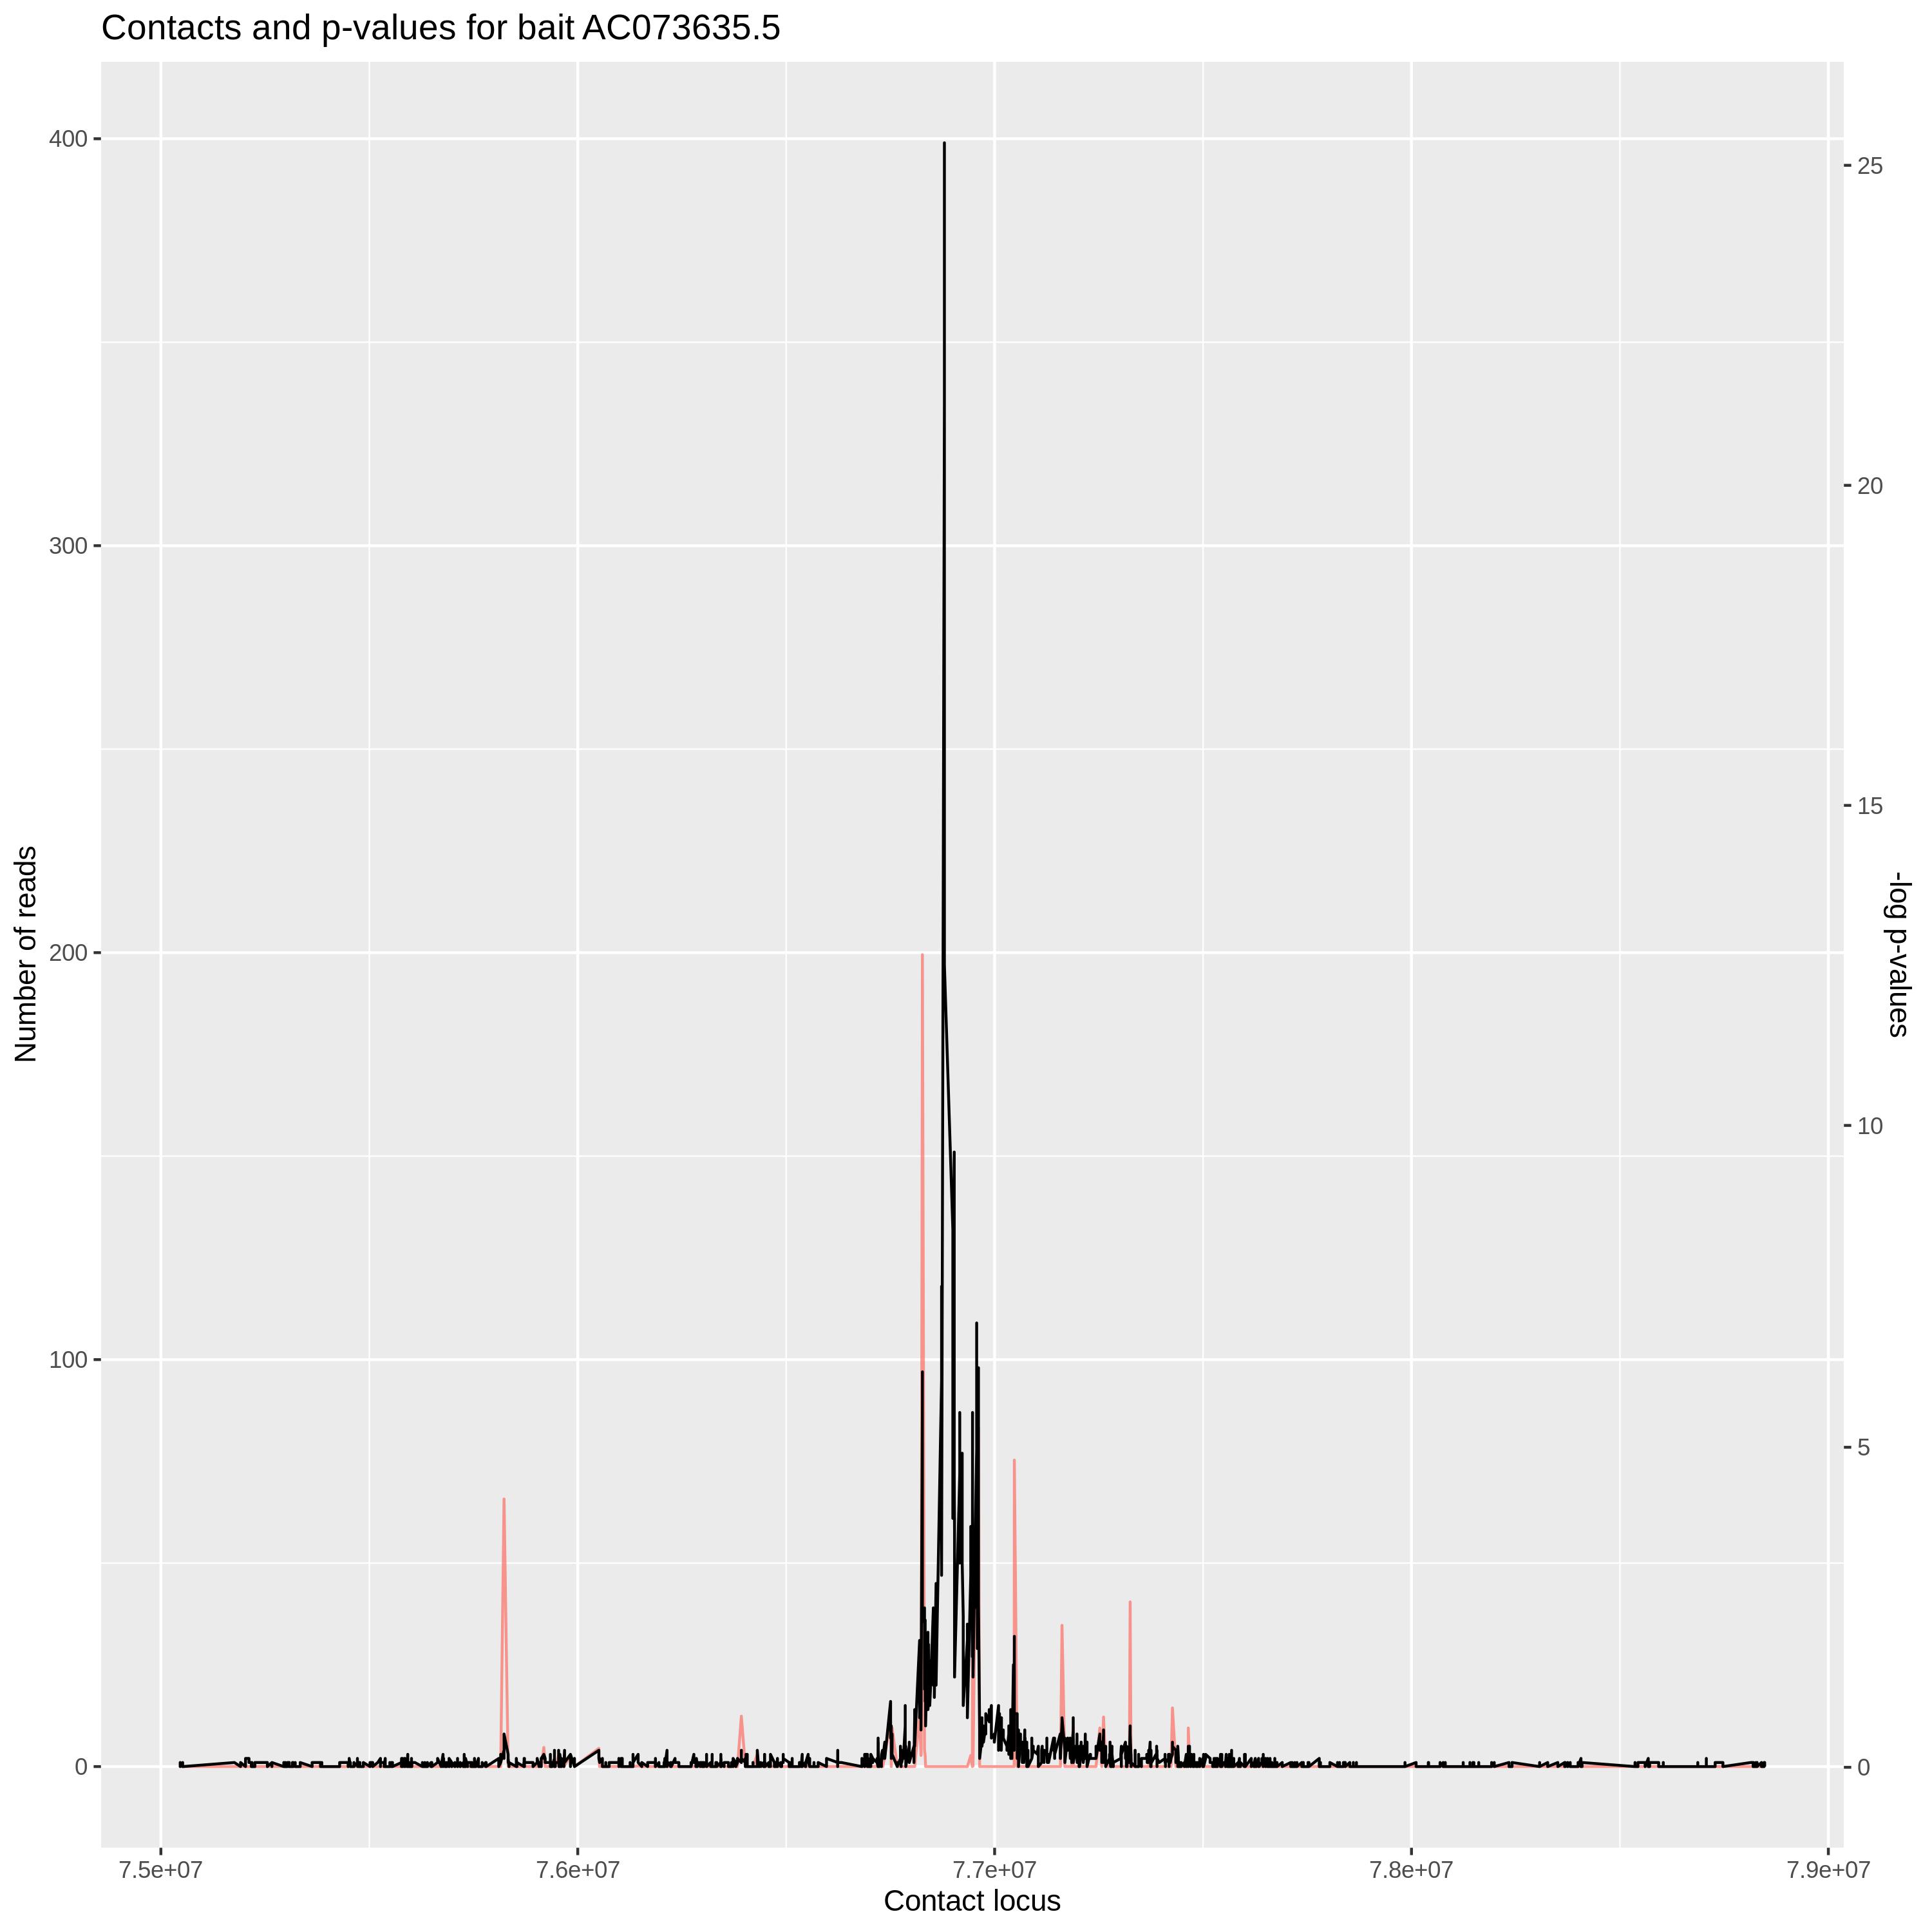 Contacts and p-values for bait AC073635.5
400
300
200
100
0
Number of reads
25
20
15
10
5
0
-log p-values
7.5e+07 7.6e+07 7.7e+07 7.8e+07 7.9e+07
Contact locus